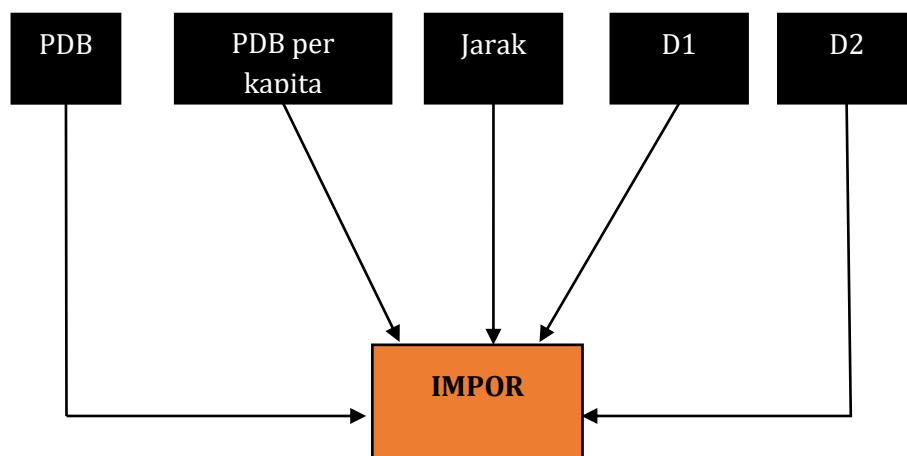 PDB
PDB per
kapita
Jarak
D1
D2
IMPOR